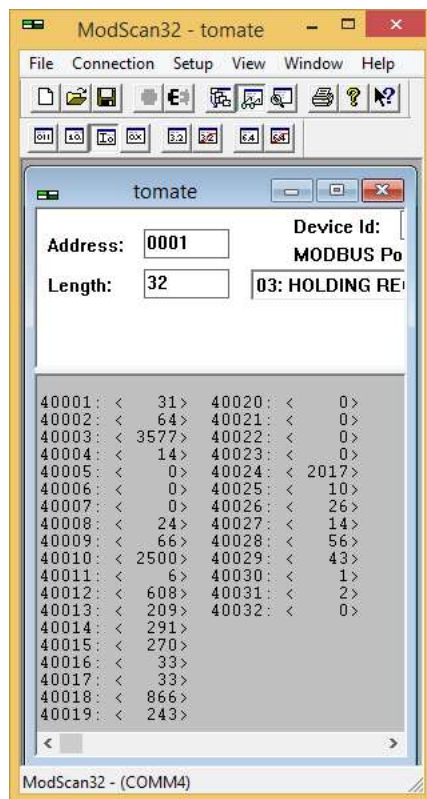 ModScan32 - tomate
File Connection Setup View Window Help
tomate
Address: 0001
Device Id:
MODBUS Po
Length: 32
03: HOLDING RE
40001: < 31> 40020: < 0>
40002: < 64> 40021: < 0>
40003: < 3577> 40022: < 0>
40004: < 14> 40023: < 0>
40005: < 0> 40024: < 2017>
40006: < 0> 40025: < 10>
40007: < 0> 40026: < 26>
40008: < 24> 40027: < 14>
40009: < 66> 40028: < 56>
40010: < 2500> 40029: < 43>
40011: < 6> 40030: < 1>
40012: < 608> 40031: < 2>
40013: < 209> 40032: < 0>
40014: < 291>
40015: < 270>
40016: < 33>
40017: < 33>
40018: < 866>
40019: < 243>
ModScan32 - (COMM4)